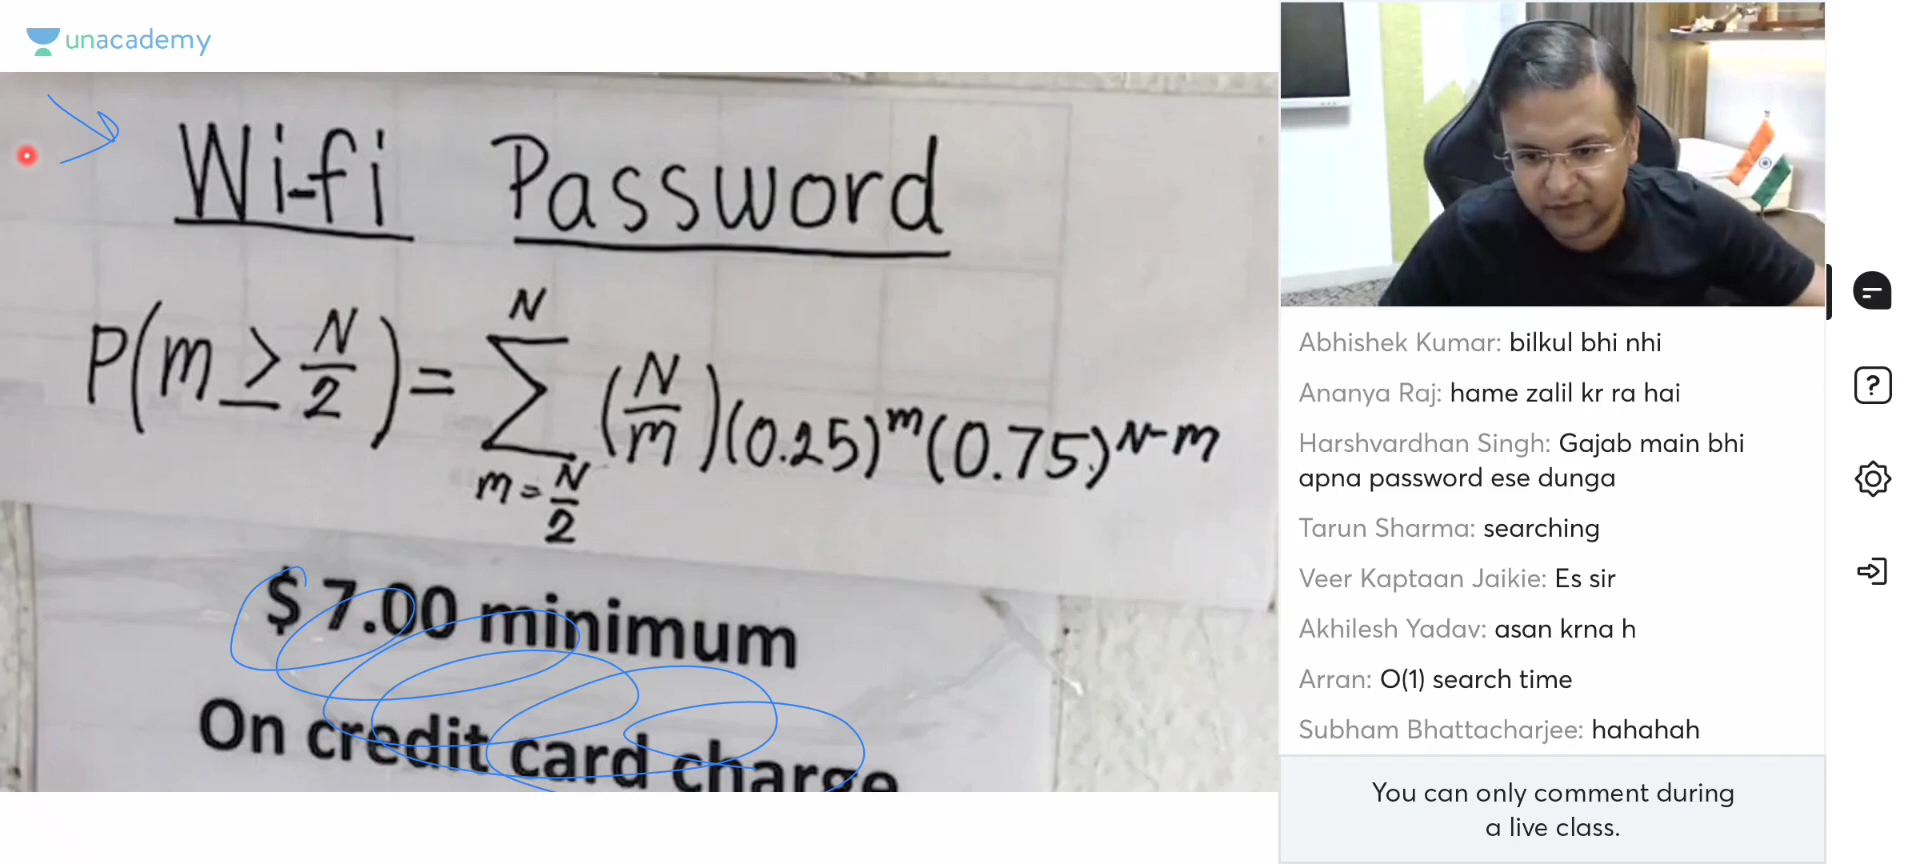 unacademy
Wi-fi Password
P(m ≥ N/2) = Σ_{m=N/2}^{N} (N/m)(0.25)^m(0.75)^{N-m}
$7.00 minimum
On credit card charge
Abhishek Kumar: bilkul bhi nhi
Ananya Raj: hame zalil kr ra hai
Harshvardhan Singh: Gajab main bhi
apna password ese dunga
Tarun Sharma: searching
Veer Kaptaan Jaikie: Es sir
Akhilesh Yadav: asan krna h
Arran: O(1) search time
Subham Bhattacharjee: hahahah
You can only comment during
a live class.
?